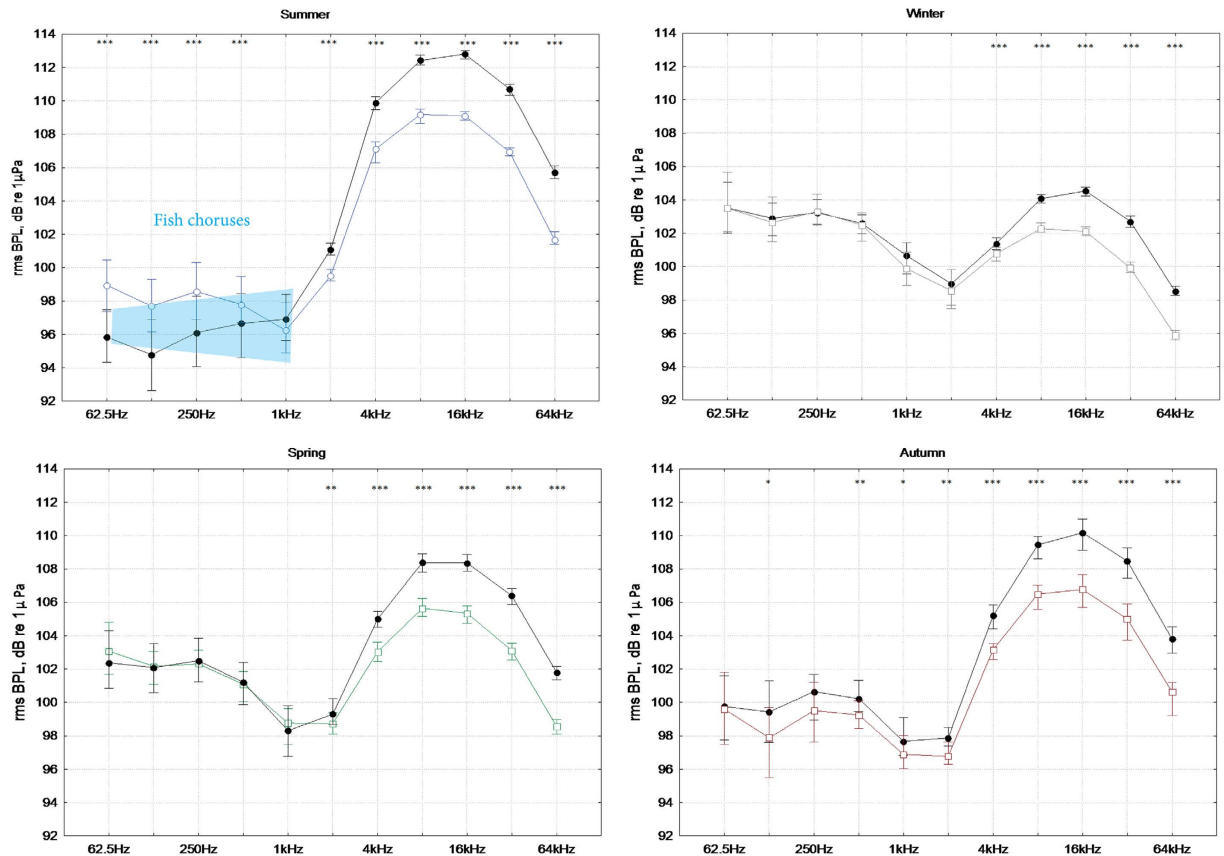 Summer
*** *** *** *** *** *** *** *** *** ***
114
112
110
108
106
104
102
100
98
96
94
92
rms BPL, dB re 1μPa
Fish choruses
62.5Hz 250Hz 1kHz 4kHz 16kHz 64kHz
Winter
*** *** *** *** ***
114
112
110
108
106
104
102
100
98
96
94
92
rms BPL, dB re 1 μ Pa
62.5Hz 250Hz 1kHz 4kHz 16kHz 64kHz
Spring
** *** *** *** *** ***
114
112
110
108
106
104
102
100
98
96
94
92
rms BPL, dB re 1 μ Pa
62.5Hz 250Hz 1kHz 4kHz 16kHz 64kHz
Autumn
* ** * ** *** *** *** *** ***
114
112
110
108
106
104
102
100
98
96
94
92
rms BPL, dB re 1 μ Pa
62.5Hz 250Hz 1kHz 4kHz 16kHz 64kHz